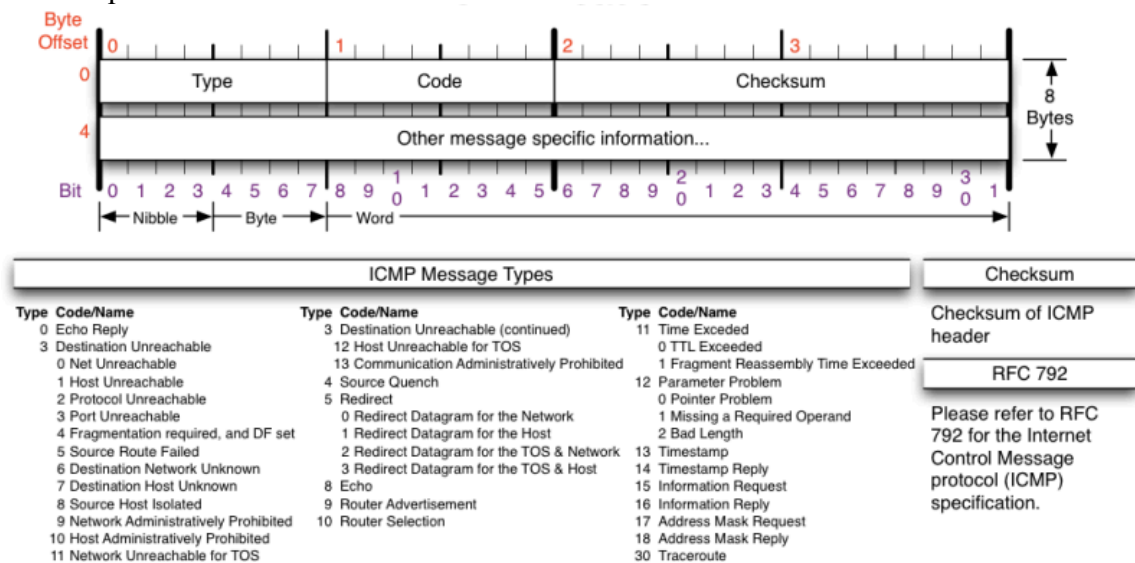 Byte
Offset
0 1 2 3
0 Type Code Checksum
4 Other message specific information...
8
Bytes
Bit 0 1 2 3 4 5 6 7 8 9 10 1 2 3 4 5 6 7 8 9 20 1 2 3 4 5 6 7 8 9 30 1
Nibble Byte Word
ICMP Message Types
Type Code/Name
0 Echo Reply
3 Destination Unreachable
0 Net Unreachable
1 Host Unreachable
2 Protocol Unreachable
3 Port Unreachable
4 Fragmentation required, and DF set
5 Source Route Failed
6 Destination Network Unknown
7 Destination Host Unknown
8 Source Host Isolated
9 Network Administratively Prohibited
10 Host Administratively Prohibited
11 Network Unreachable for TOS
Type Code/Name
3 Destination Unreachable (continued)
12 Host Unreachable for TOS
13 Communication Administratively Prohibited
4 Source Quench
5 Redirect
0 Redirect Datagram for the Network
1 Redirect Datagram for the Host
2 Redirect Datagram for the TOS & Network
3 Redirect Datagram for the TOS & Host
8 Echo
9 Router Advertisement
10 Router Selection
Type Code/Name
11 Time Exceded
0 TTL Exceeded
1 Fragment Reassembly Time Exceeded
12 Parameter Problem
0 Pointer Problem
1 Missing a Required Operand
2 Bad Length
13 Timestamp
14 Timestamp Reply
15 Information Request
16 Information Reply
17 Address Mask Request
18 Address Mask Reply
30 Traceroute
Checksum
Checksum of ICMP
header
RFC 792
Please refer to RFC
792 for the Internet
Control Message
protocol (ICMP)
specification.